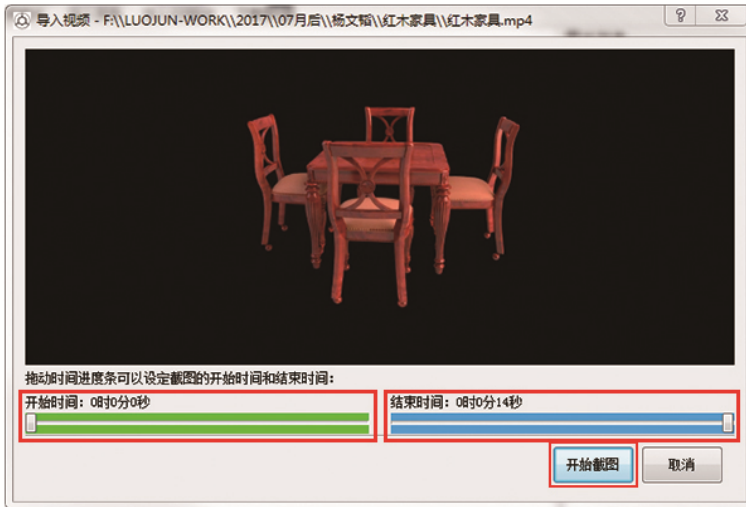 导入视频 - F:\\LUOJUN-WORK\\2017\\07月后\\杨文韬\\红木家具\\红木家具.mp4
拖动时间进度条可以设定截图的开始时间和结束时间：
开始时间：0时0分0秒
结束时间：0时0分14秒
开始截图
取消